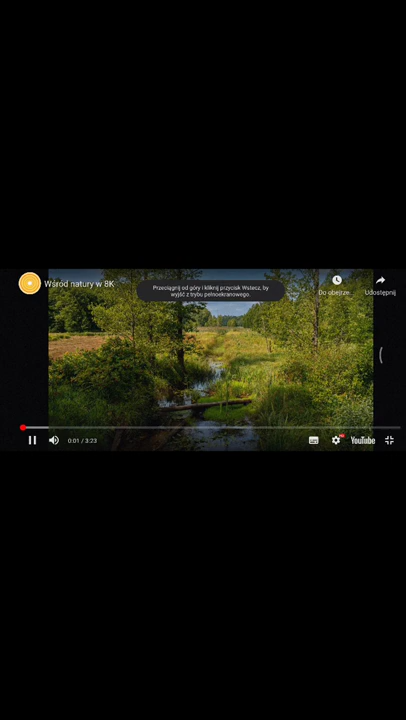 Wśród natury w 8K
Przeciągnij od góry i kliknij przycisk Wstecz, by
wyjść z trybu pełnoekranowego.
Do obejrze...
Udostępnij
0:01 / 3:23
YouTube